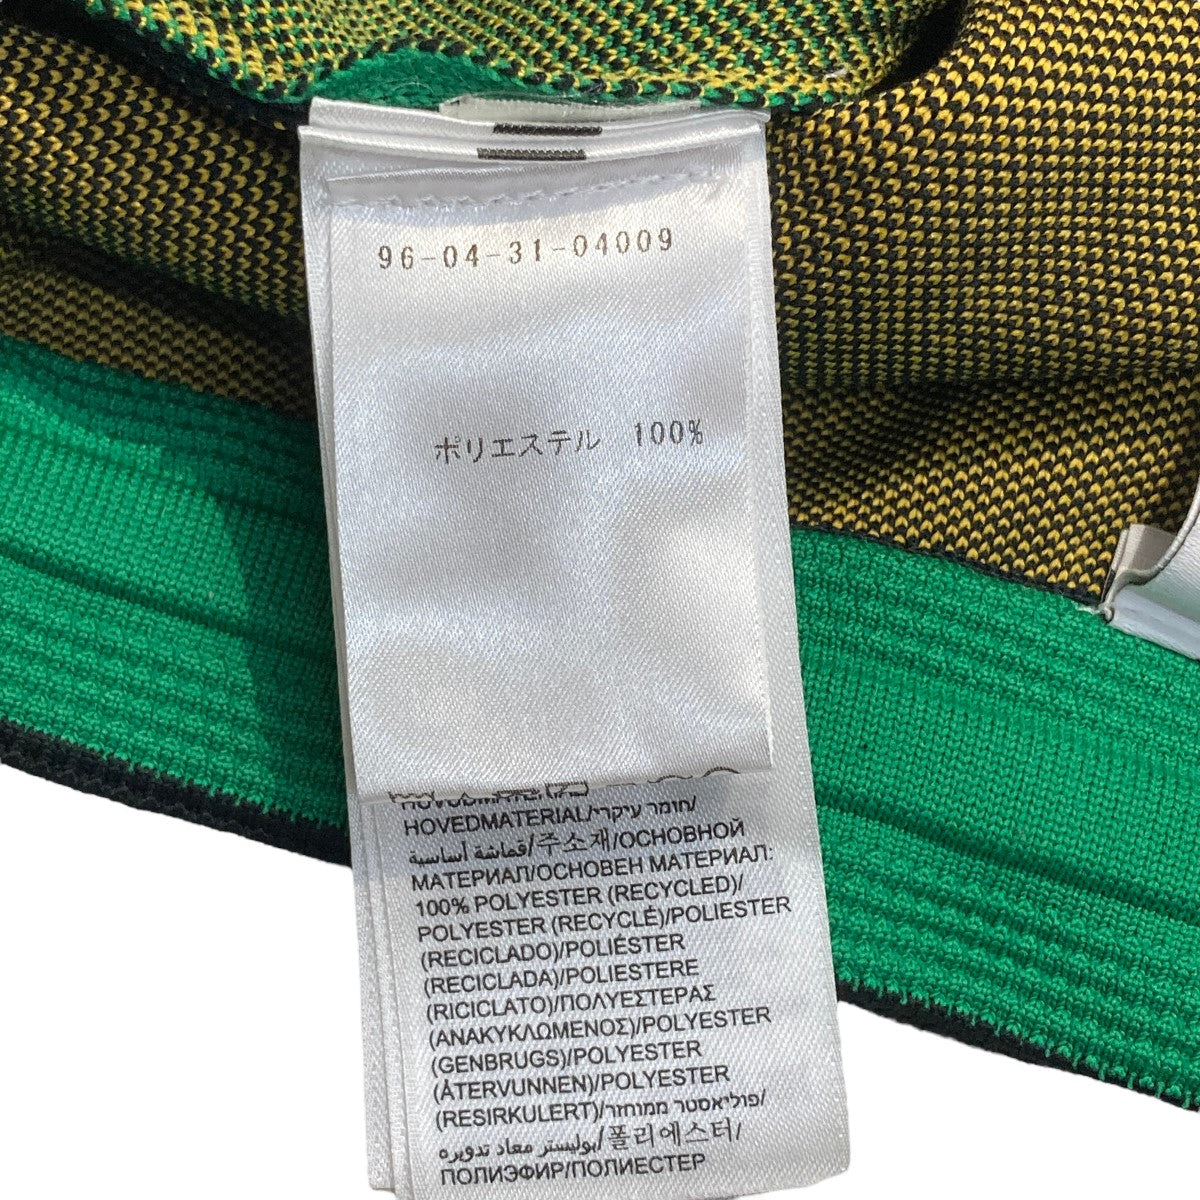 96-04-31-04009
ポリエステル 100%
HOVEDMATERIAL/חומר עיקרי/
قماشة أساسية/주소재/ОСНОВНОЙ
МАТЕРИАЛ/ОСНОВЕН МАТЕРИАЛ:
100% POLYESTER (RECYCLED)/
POLYESTER (RECYCLÉ)/POLIESTER
(RECICLADO)/POLIÉSTER
(RECICLADA)/POLIESTERE
(RICICLATO)/ΠΟΛΥΕΣΤΕΡΑΣ
(ΑΝΑΚΥΚΛΩΜΕΝΟΣ)/POLYESTER
(GENBRUGS)/POLYESTER
(ÅTERVUNNEN)/POLYESTER
(RESIRKULERT)/פוליאסטר ממוחזר/
بوليستر معاد تدويره/폴리에스터/
ПОЛИЭФИР/ПОЛИЕСТЕР